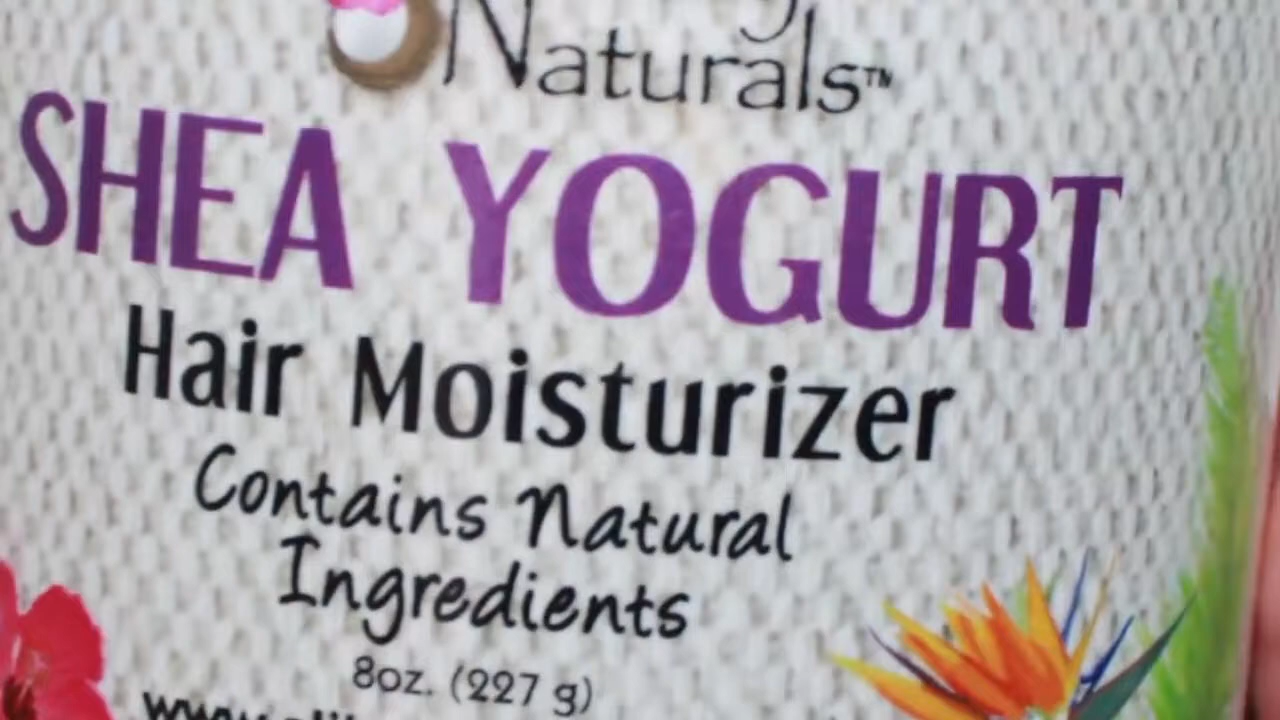 Naturals™
SHEA YOGURT
Hair Moisturizer
Contains Natural
Ingredients
8oz. (227 g)